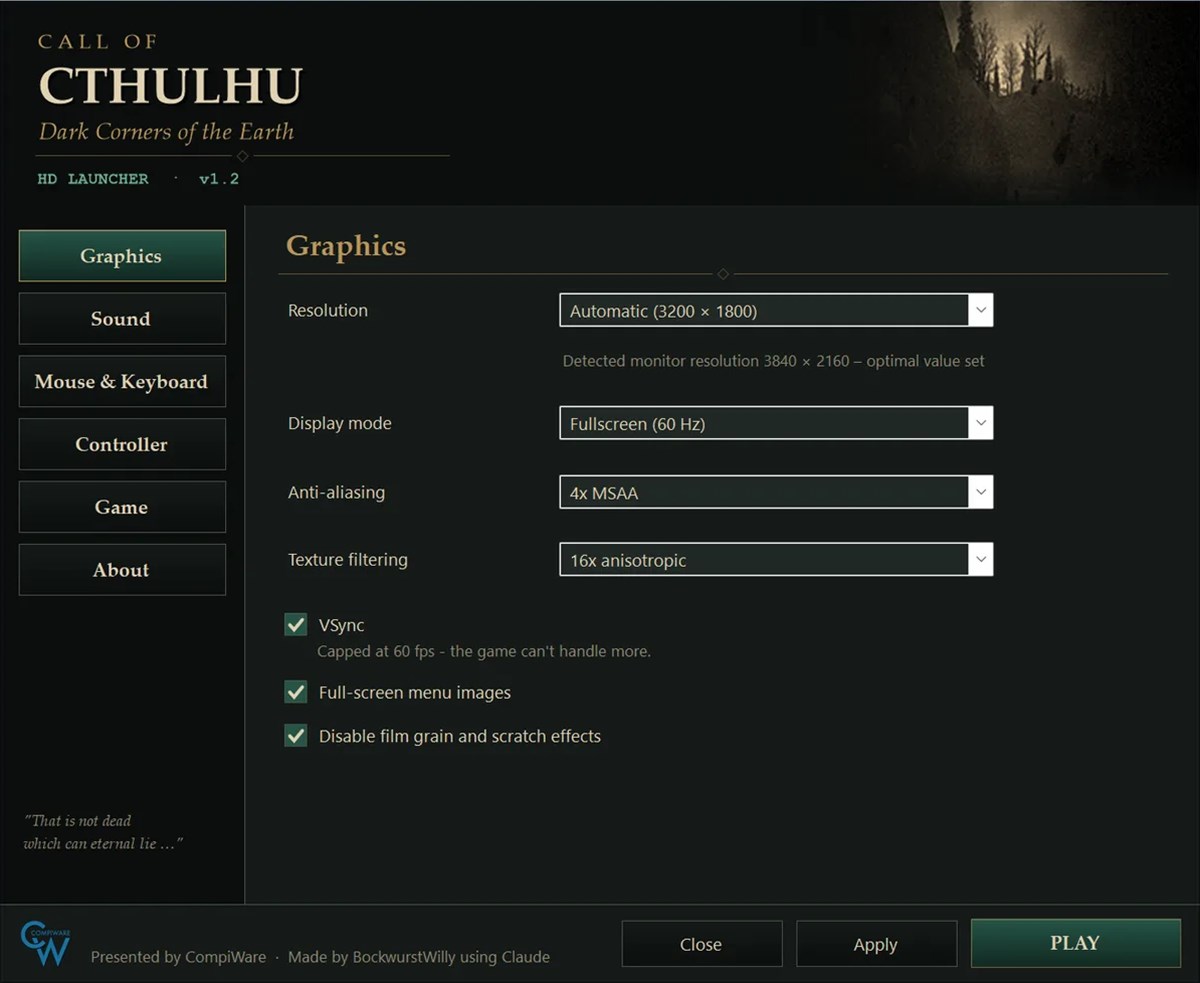 CALL OF
CTHULHU
Dark Corners of the Earth
HD LAUNCHER · v1.2
Graphics
Sound
Mouse & Keyboard
Controller
Game
About
"That is not dead
which can eternal lie …"
Graphics
Resolution
Automatic (3200 × 1800)
Detected monitor resolution 3840 × 2160 – optimal value set
Display mode
Fullscreen (60 Hz)
Anti-aliasing
4x MSAA
Texture filtering
16x anisotropic
VSync
Capped at 60 fps - the game can't handle more.
Full-screen menu images
Disable film grain and scratch effects
COMPIWARE
CW
Presented by CompiWare · Made by BockwurstWilly using Claude
Close
Apply
PLAY